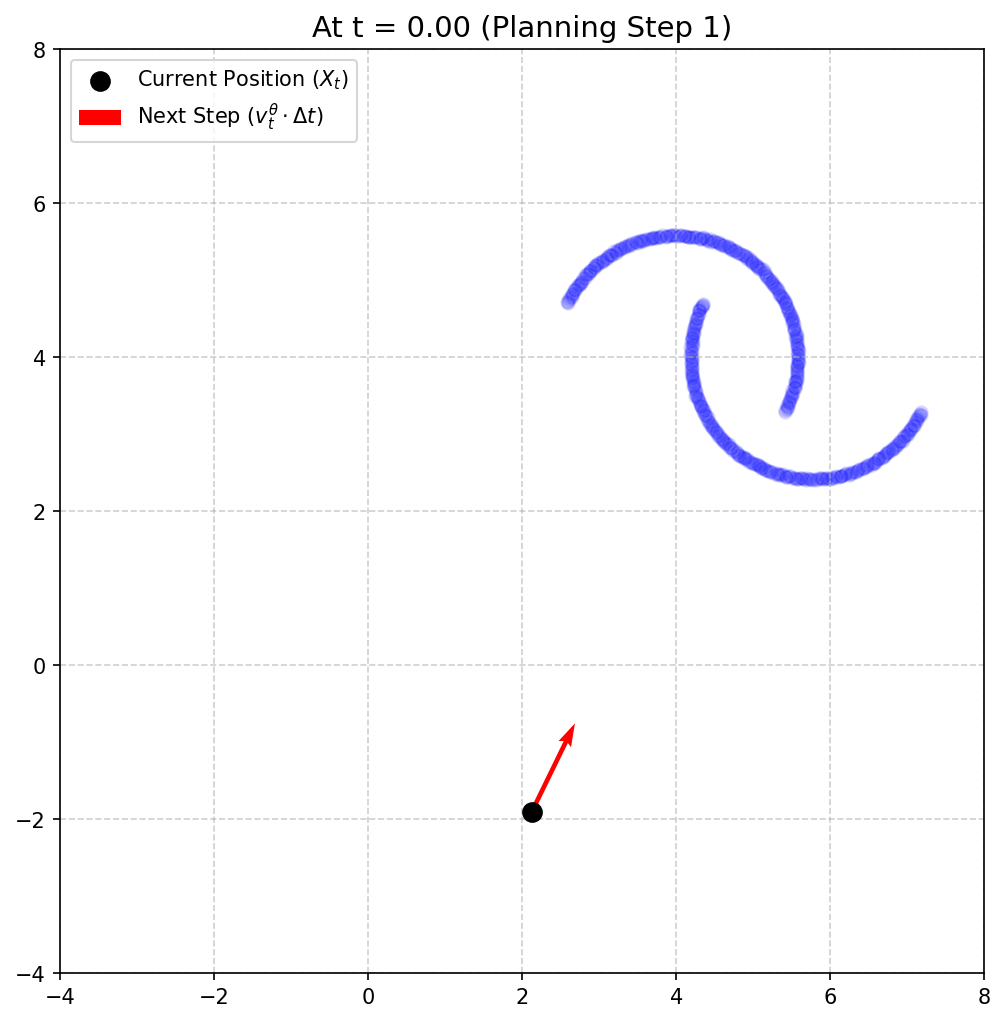 At t = 0.00 (Planning Step 1)
8
Current Position ($X_t$)
Next Step ($v_t^θ · Δt$)
6
4
2
0
−2
−4
−4 −2 0 2 4 6 8